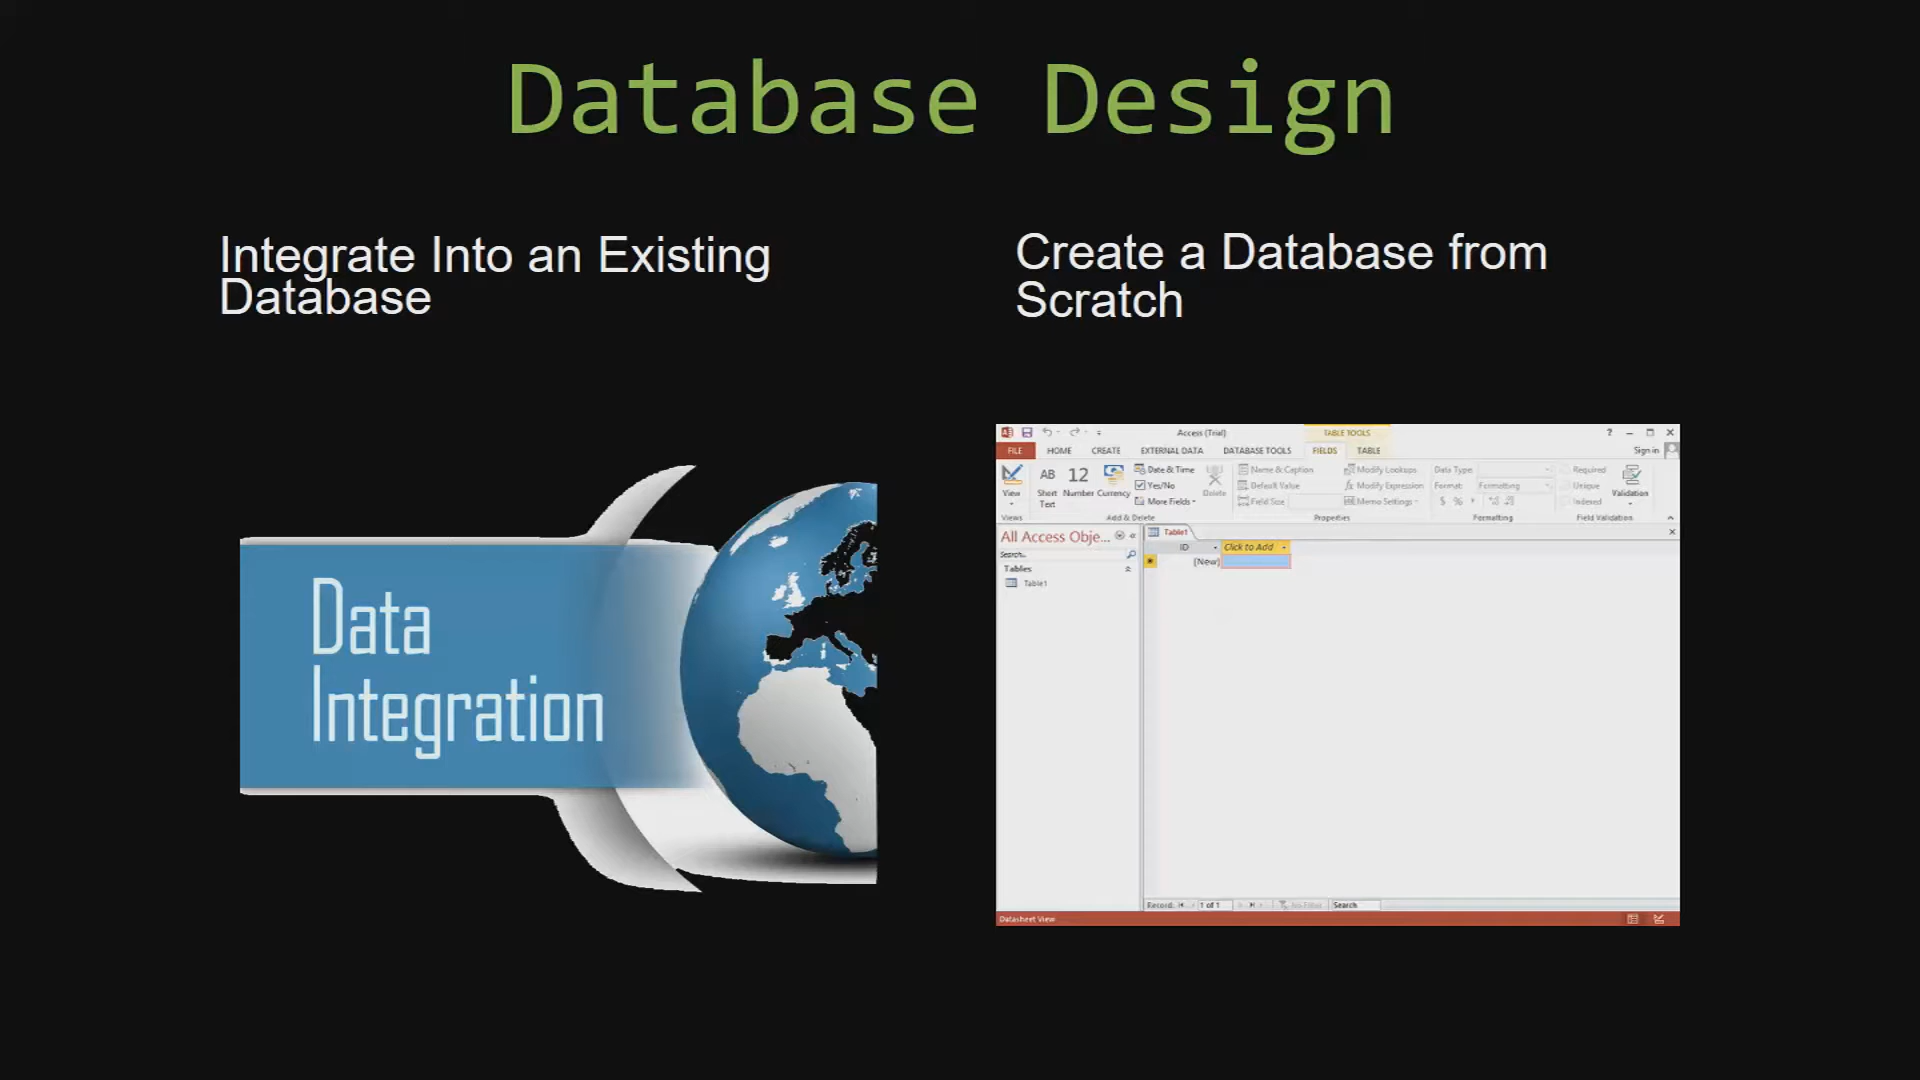 Database Design
Integrate Into an Existing
Database
Create a Database from
Scratch
Data
Integration
Access (Trial)
TABLE TOOLS
?
FILE HOME CREATE EXTERNAL DATA DATABASE TOOLS FIELDS TABLE
Sign in
View
Views
AB
Short
Text
12
Number
Currency
Date & Time
Yes/No
More Fields
Delete
Add & Delete
Name & Caption
Default Value
Field Size
Modify Lookups
fx Modify Expression
Memo Settings
Properties
Data Type:
Format: Formatting
$ %
Formatting
Required
Unique
Indexed
Validation
Field Validation
All Access Obje...
Search..
Tables
Table1
Table1
ID Click to Add
(New)
Record: 1 of 1 No Filter Search
Datasheet View